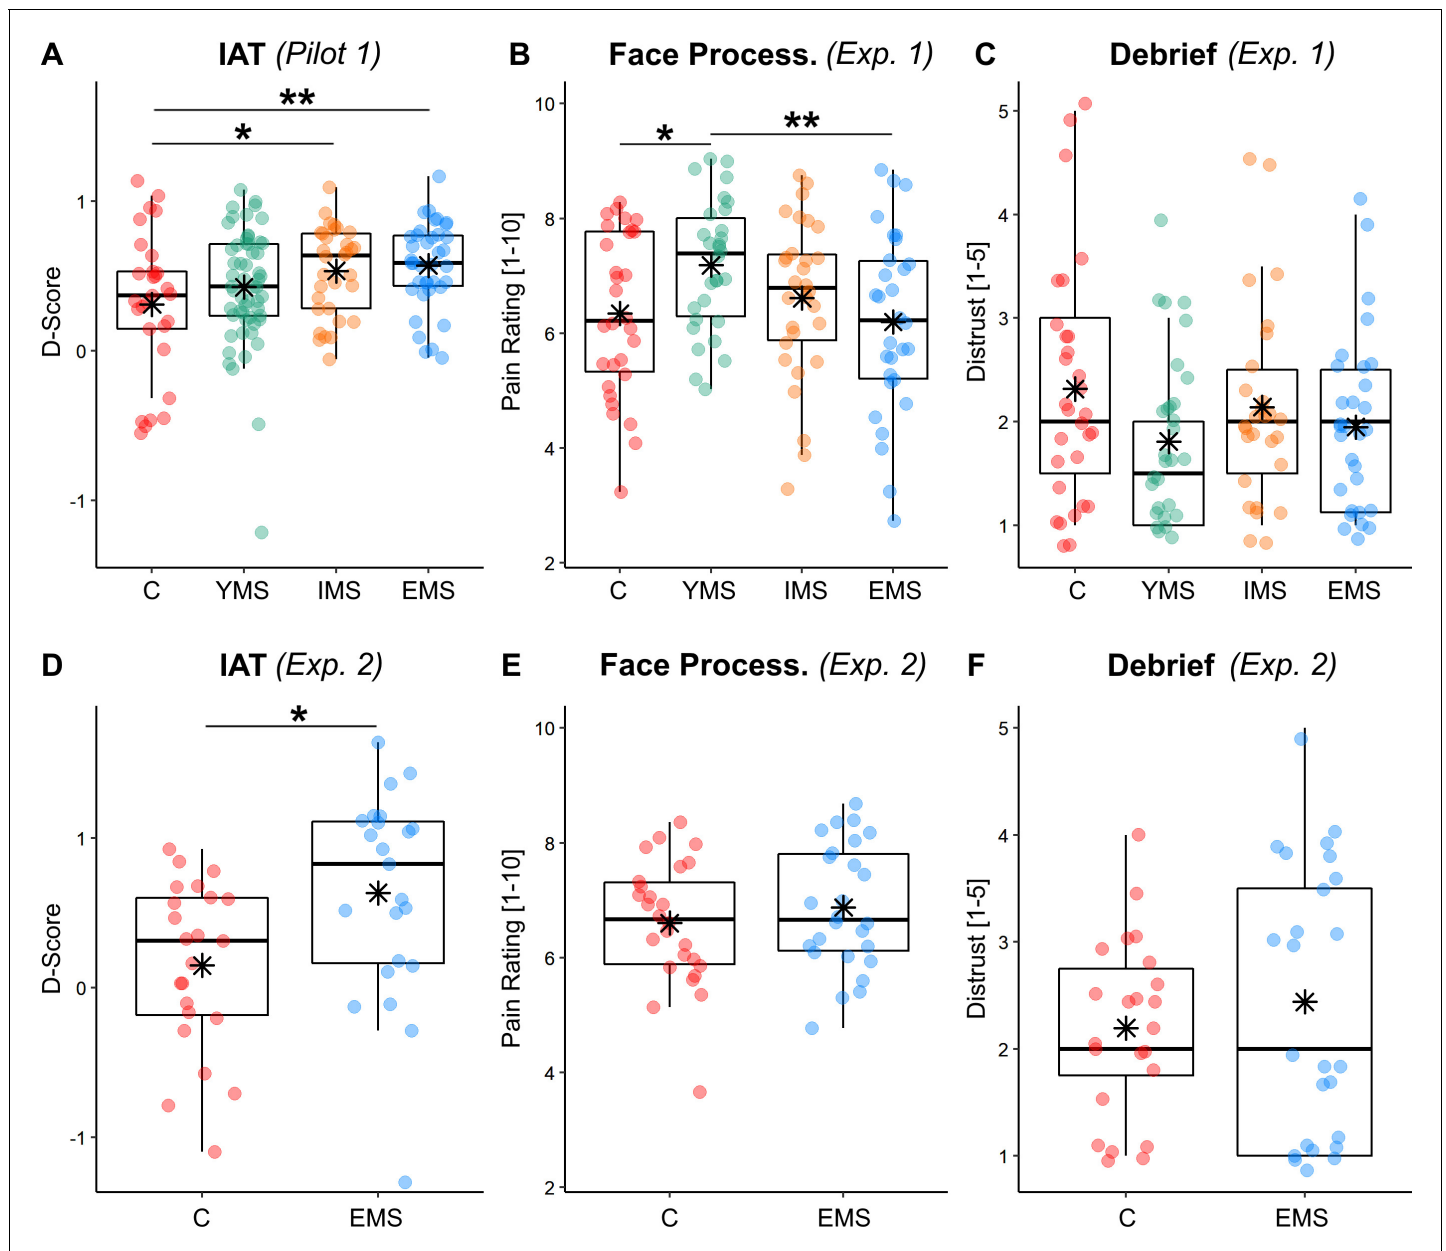 A IAT (Pilot 1)
B Face Process. (Exp. 1)
C Debrief (Exp. 1)
**
*
1
0
-1
D-Score
C YMS IMS EMS
*
**
10
8
6
4
2
Pain Rating [1-10]
C YMS IMS EMS
5
4
3
2
1
Distrust [1-5]
C YMS IMS EMS
D IAT (Exp. 2)
E Face Process. (Exp. 2)
F Debrief (Exp. 2)
*
1
0
-1
D-Score
C EMS
10
8
6
4
2
Pain Rating [1-10]
C EMS
5
4
3
2
1
Distrust [1-5]
C EMS